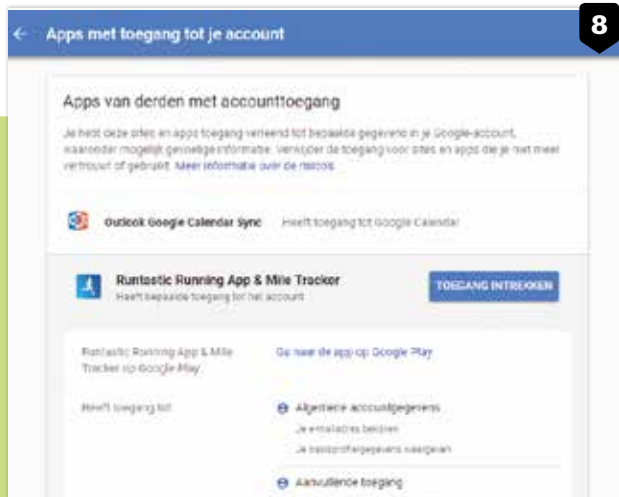 8
Apps met toegang tot je account
Apps van derden met accounttoegang
Je hebt deze sites en apps toegang verleend tot bepaalde gegevens in je Google-account,
waaronder mogelijk gevoelige informatie. Verwijder de toegang voor sites en apps die je niet meer
vertrouwt of gebruikt. Meer informatie over de risico's
Outlook Google Calendar Sync Heeft toegang tot Google Calendar
Runtastic Running App & Mile Tracker
Heeft bepaalde toegang tot het account
TOEGANG INTREKKEN
Runtastic Running App & Mile
Tracker op Google Play
Ga naar de app op Google Play
Heeft toegang tot
Algemene accountgegevens
Je e-mailadres bekijken
Je basisprofielgegevens weergeven
Aanvullende toegang